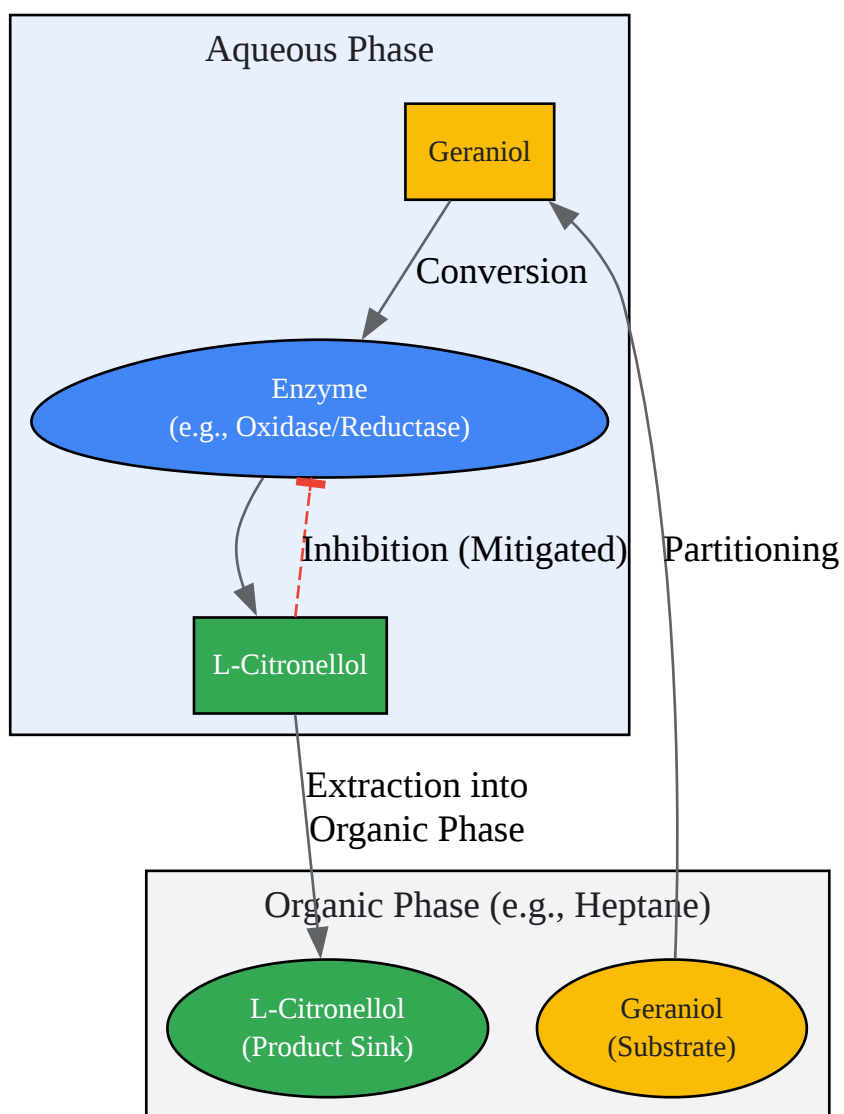 Aqueous Phase
Geraniol
Conversion
Enzyme
(e.g., Oxidase/Reductase)
Inhibition (Mitigated)
Partitioning
L-Citronellol
Extraction into
Organic Phase
Organic Phase (e.g., Heptane)
L-Citronellol
(Product Sink)
Geraniol
(Substrate)